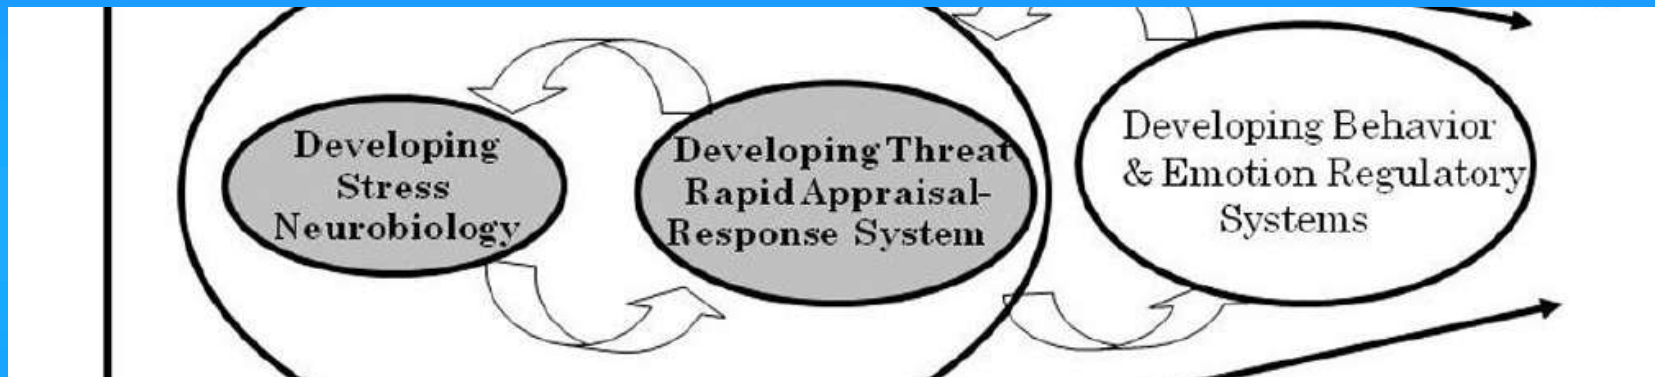 Developing
Stress
Neurobiology
Developing Threat
Rapid Appraisal-
Response System
Developing Behavior
& Emotion Regulatory
Systems